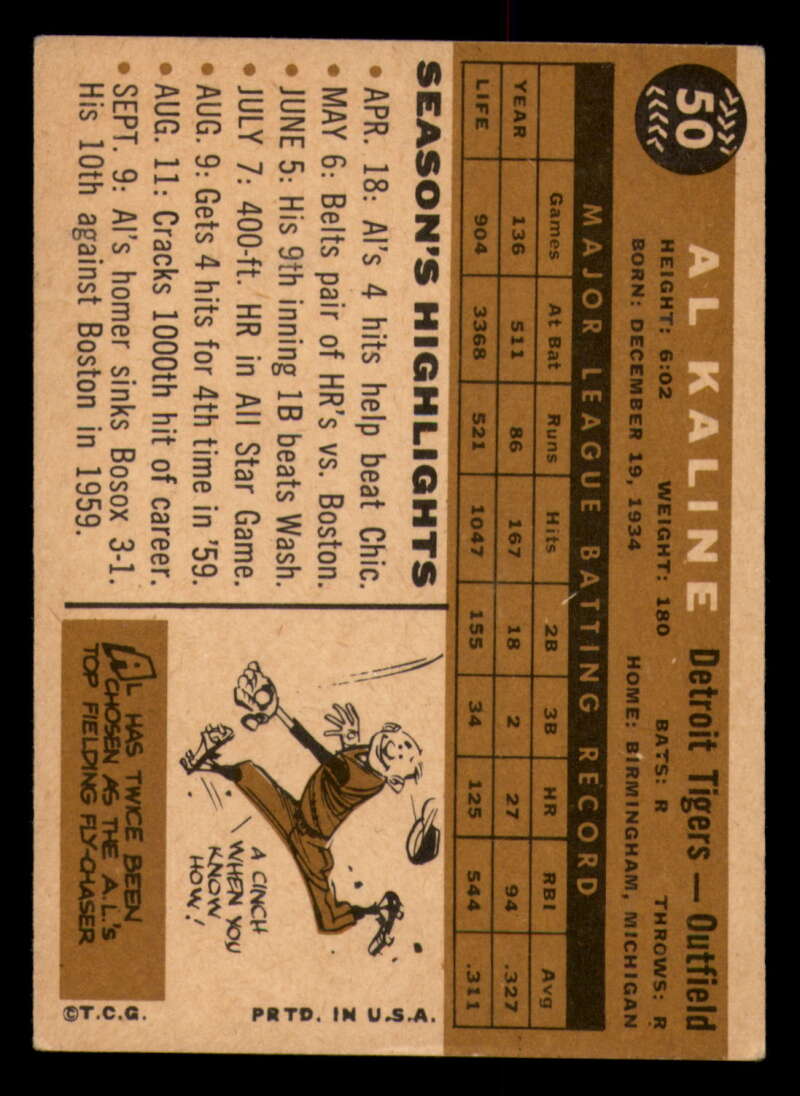 50
AL KALINE Detroit Tigers — Outfield
HEIGHT: 6:02 WEIGHT: 180 BATS: R THROWS: R
BORN: DECEMBER 19, 1934 HOME: BIRMINGHAM, MICHIGAN
MAJOR LEAGUE BATTING RECORD
Games At Bat Runs Hits 2B 3B HR RBI Avg
YEAR 136 511 86 167 18 2 27 94 .327
LIFE 904 3368 521 1047 155 34 125 544 .311
SEASON'S HIGHLIGHTS
• APR. 18: Al's 4 hits help beat Chic.
• MAY 6: Belts pair of HR's vs. Boston.
• JUNE 5: His 9th inning 1B beats Wash.
• JULY 7: 400-ft. HR in All Star Game.
• AUG. 9: Gets 4 hits for 4th time in '59.
• AUG. 11: Cracks 1000th hit of career.
• SEPT. 9: Al's homer sinks Bosox 3-1.
His 10th against Boston in 1959.
A CINCH
WHEN YOU
KNOW
HOW!
AL HAS TWICE BEEN
CHOSEN AS THE A.L.'s
TOP FIELDING FLY-CHASER
©T.C.G. PRTD. IN U.S.A.